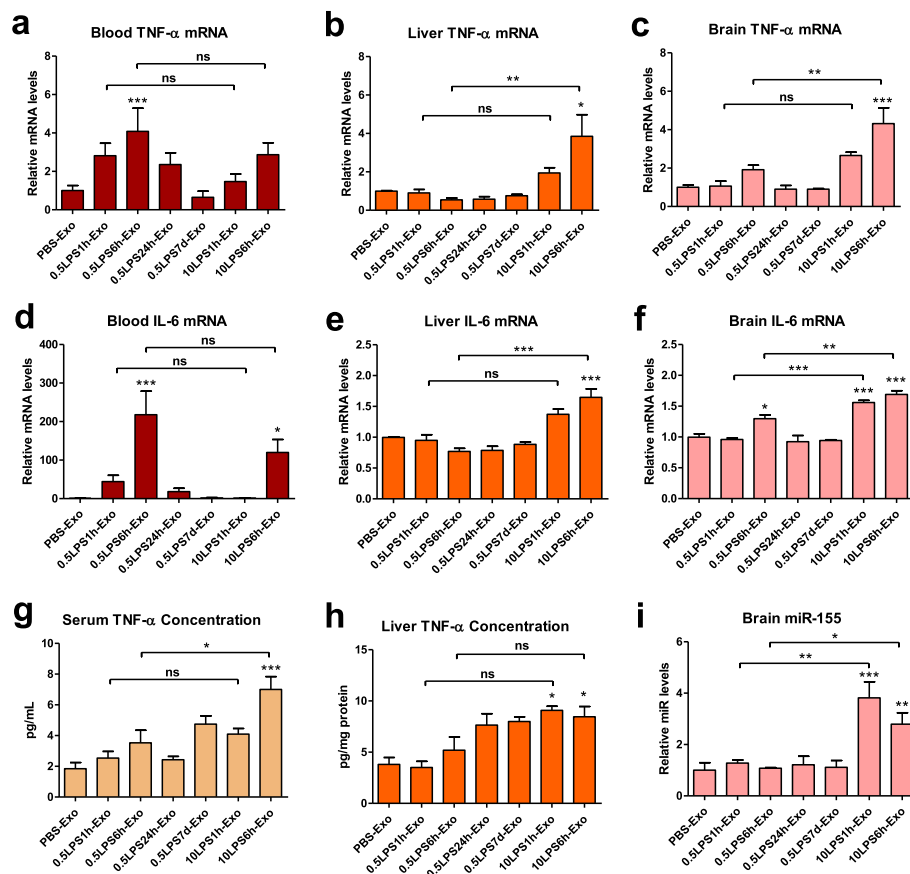 a
Blood TNF-α mRNA
ns
ns
***
Relative mRNA levels
8
6
4
2
0
PBS-Exo
0.5LPS1h-Exo
0.5LPS6h-Exo
0.5LPS24h-Exo
0.5LPS7d-Exo
10LPS1h-Exo
10LPS6h-Exo
b
Liver TNF-α mRNA
**
ns
*
Relative mRNA levels
8
6
4
2
0
PBS-Exo
0.5LPS1h-Exo
0.5LPS6h-Exo
0.5LPS24h-Exo
0.5LPS7d-Exo
10LPS1h-Exo
10LPS6h-Exo
c
Brain TNF-α mRNA
**
ns
***
Relative mRNA levels
8
6
4
2
0
PBS-Exo
0.5LPS1h-Exo
0.5LPS6h-Exo
0.5LPS24h-Exo
0.5LPS7d-Exo
10LPS1h-Exo
10LPS6h-Exo
d
Blood IL-6 mRNA
ns
ns
***
*
Relative mRNA levels
400
300
200
100
0
PBS-Exo
0.5LPS1h-Exo
0.5LPS6h-Exo
0.5LPS24h-Exo
0.5LPS7d-Exo
10LPS1h-Exo
10LPS6h-Exo
e
Liver IL-6 mRNA
***
ns
***
Relative mRNA levels
2.5
2.0
1.5
1.0
0.5
0.0
PBS-Exo
0.5LPS1h-Exo
0.5LPS6h-Exo
0.5LPS24h-Exo
0.5LPS7d-Exo
10LPS1h-Exo
10LPS6h-Exo
f
Brain IL-6 mRNA
**
***
*
***
***
Relative mRNA levels
2.5
2.0
1.5
1.0
0.5
0.0
PBS-Exo
0.5LPS1h-Exo
0.5LPS6h-Exo
0.5LPS24h-Exo
0.5LPS7d-Exo
10LPS1h-Exo
10LPS6h-Exo
g
Serum TNF-α Concentration
*
ns
***
pg/mL
10
8
6
4
2
0
PBS-Exo
0.5LPS1h-Exo
0.5LPS6h-Exo
0.5LPS24h-Exo
0.5LPS7d-Exo
10LPS1h-Exo
10LPS6h-Exo
h
Liver TNF-α Concentration
ns
ns
*
*
pg/mg protein
15
10
5
0
PBS-Exo
0.5LPS1h-Exo
0.5LPS6h-Exo
0.5LPS24h-Exo
0.5LPS7d-Exo
10LPS1h-Exo
10LPS6h-Exo
i
Brain miR-155
*
**
***
**
Relative miR levels
6
4
2
0
PBS-Exo
0.5LPS1h-Exo
0.5LPS6h-Exo
0.5LPS24h-Exo
0.5LPS7d-Exo
10LPS1h-Exo
10LPS6h-Exo